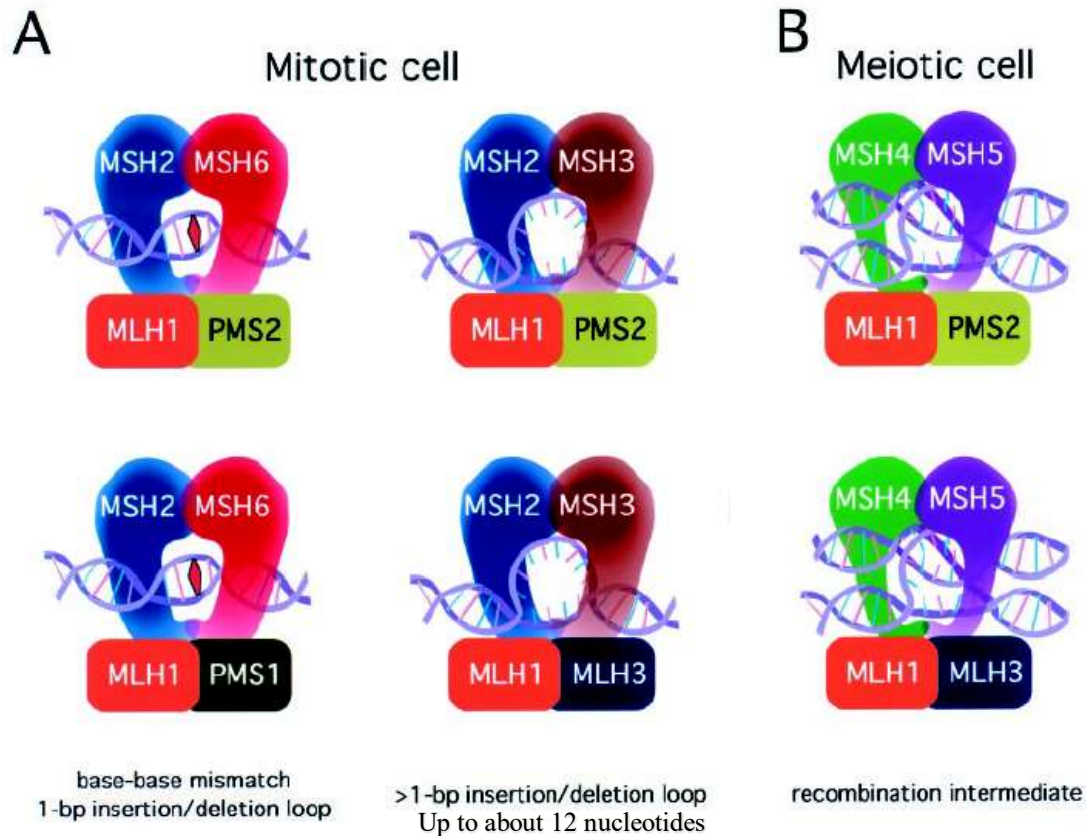 A
B
Mitotic cell
Meiotic cell
MSH2 MSH6
MSH2 MSH3
MSH4 MSH5
MLH1 PMS2
MLH1 PMS2
MLH1 PMS2
MSH2 MSH6
MSH2 MSH3
MSH4 MSH5
MLH1 PMS1
MLH1 MLH3
MLH1 MLH3
base-base mismatch
1-bp insertion/deletion loop
>1-bp insertion/deletion loop
Up to about 12 nucleotides
recombination intermediate